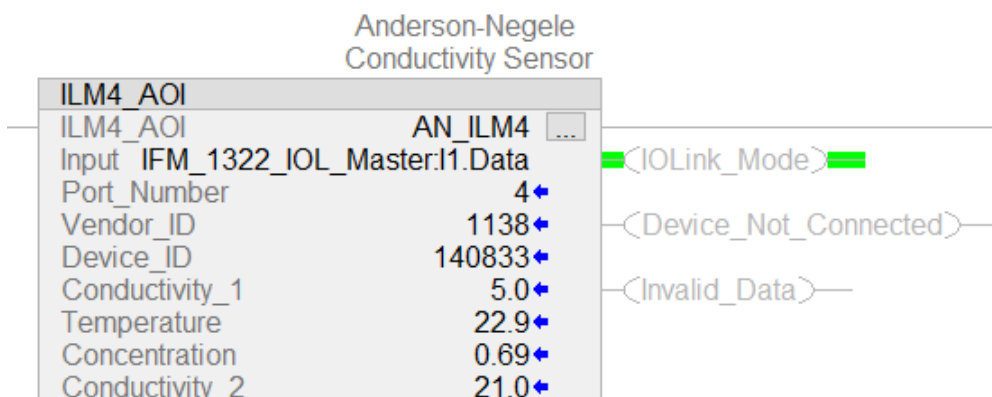 Anderson-Negele
Conductivity Sensor
ILM4_AOI
ILM4_AOI AN_ILM4 ...
Input IFM_1322_IOL_Master:I1.Data IOLink_Mode
Port_Number 4
Vendor_ID 1138 Device_Not_Connected
Device_ID 140833
Conductivity_1 5.0 Invalid_Data
Temperature 22.9
Concentration 0.69
Conductivity_2 21.0